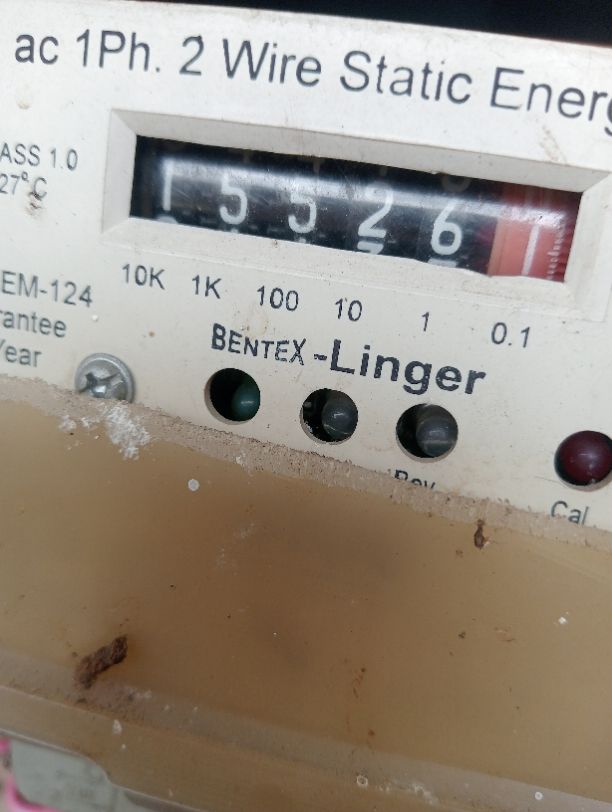 ac 1Ph. 2 Wire Static Energ
ASS 1.0
27°C
1 5 5 2 6 1
10K 1K 100 10 1 0.1
EM-124
rantee
Year
BENTEX-Linger
Rev
Cal